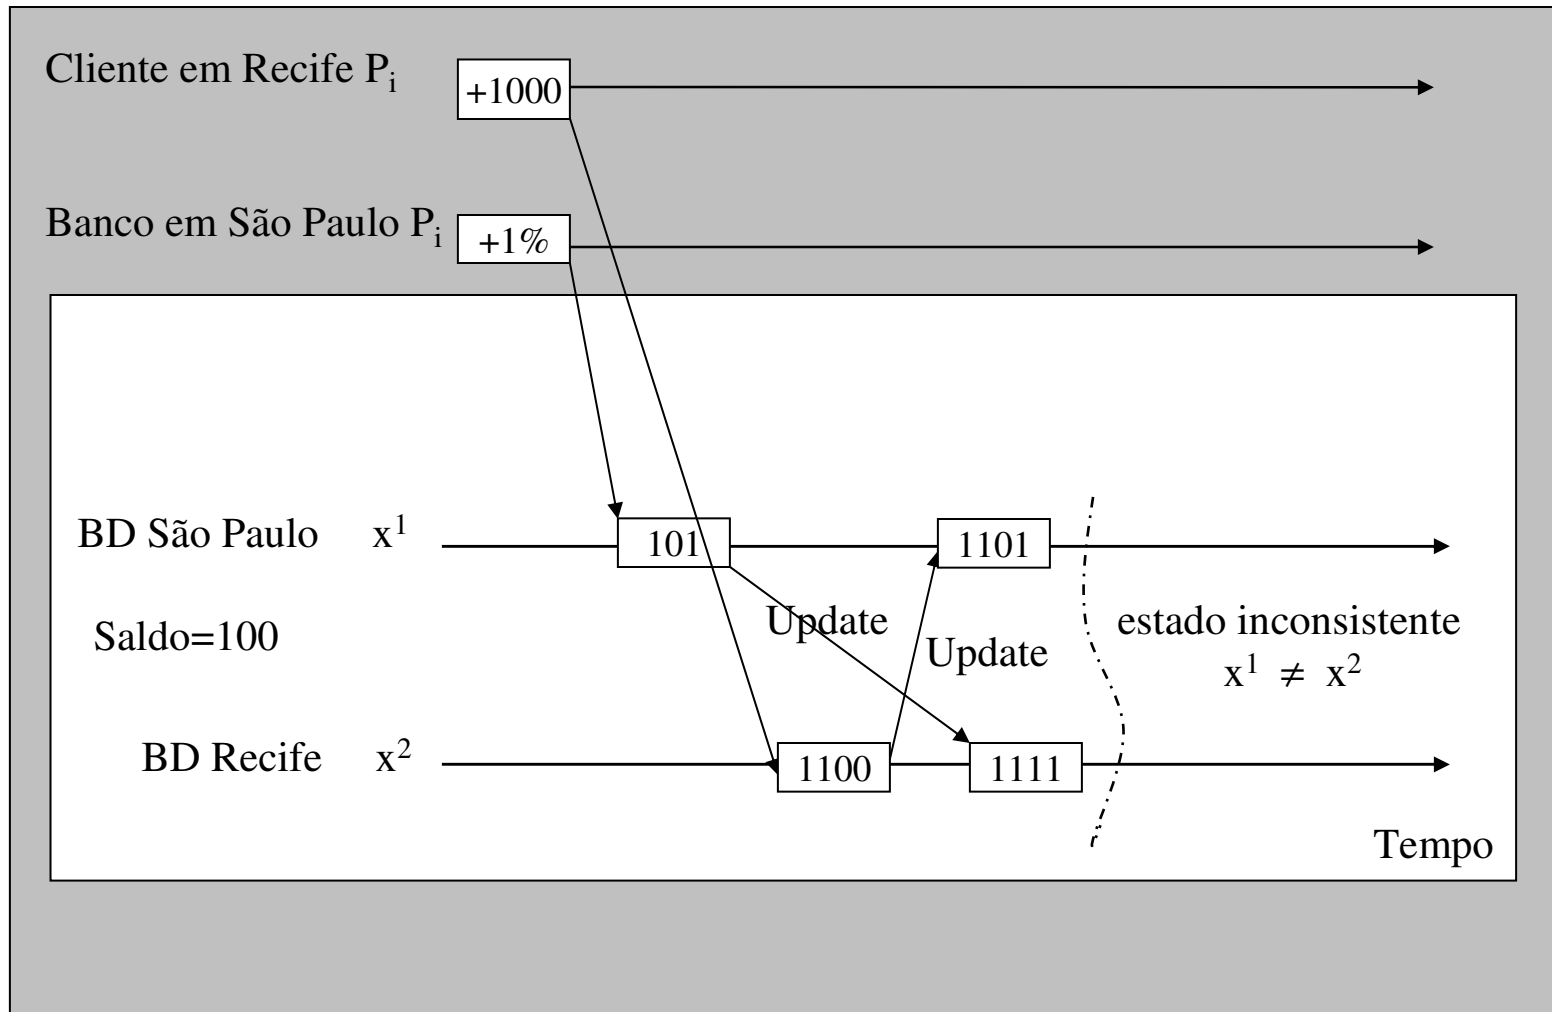 Cliente em Recife Pᵢ
+1000
Banco em São Paulo Pᵢ
+1%
BD São Paulo x¹
101
1101
Update
Update
Saldo=100
estado inconsistente
x¹ ≠ x²
BD Recife x²
1100
1111
Tempo